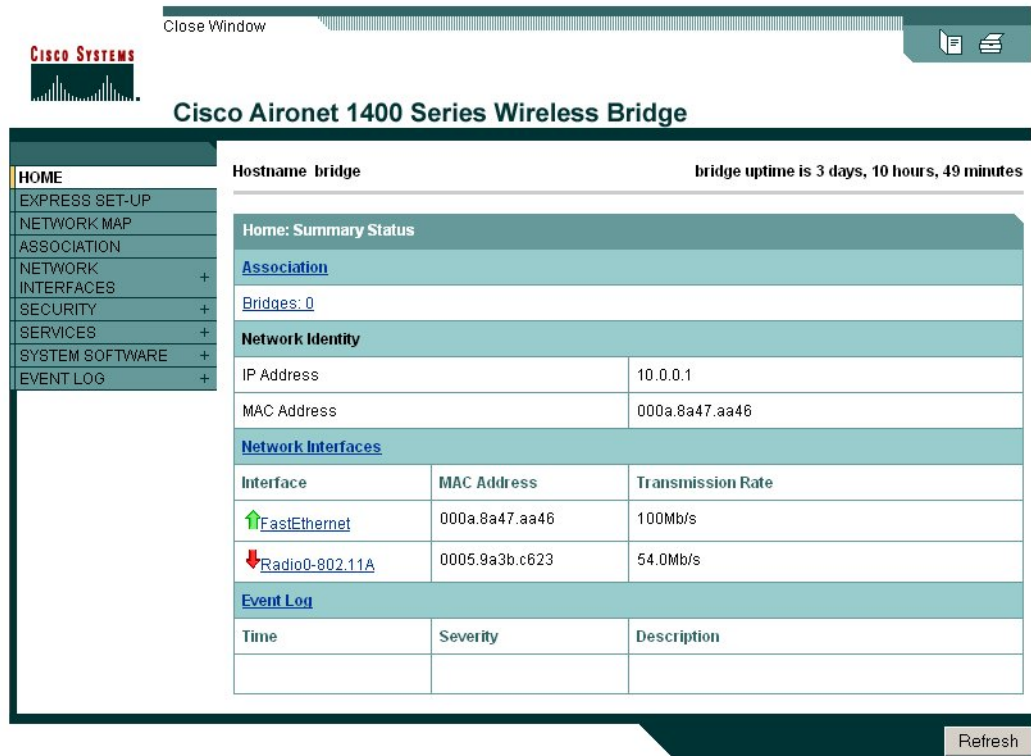 Close Window
CISCO SYSTEMS
Cisco Aironet 1400 Series Wireless Bridge
HOME
EXPRESS SET-UP
NETWORK MAP
ASSOCIATION
NETWORK
INTERFACES +
SECURITY +
SERVICES +
SYSTEM SOFTWARE +
EVENT LOG +
Hostname bridge bridge uptime is 3 days, 10 hours, 49 minutes
Home: Summary Status
Association
Bridges: 0
Network Identity
IP Address 10.0.0.1
MAC Address 000a.8a47.aa46
Network Interfaces
Interface MAC Address Transmission Rate
FastEthernet 000a.8a47.aa46 100Mb/s
Radio0-802.11A 0005.9a3b.c623 54.0Mb/s
Event Log
Time Severity Description
Refresh